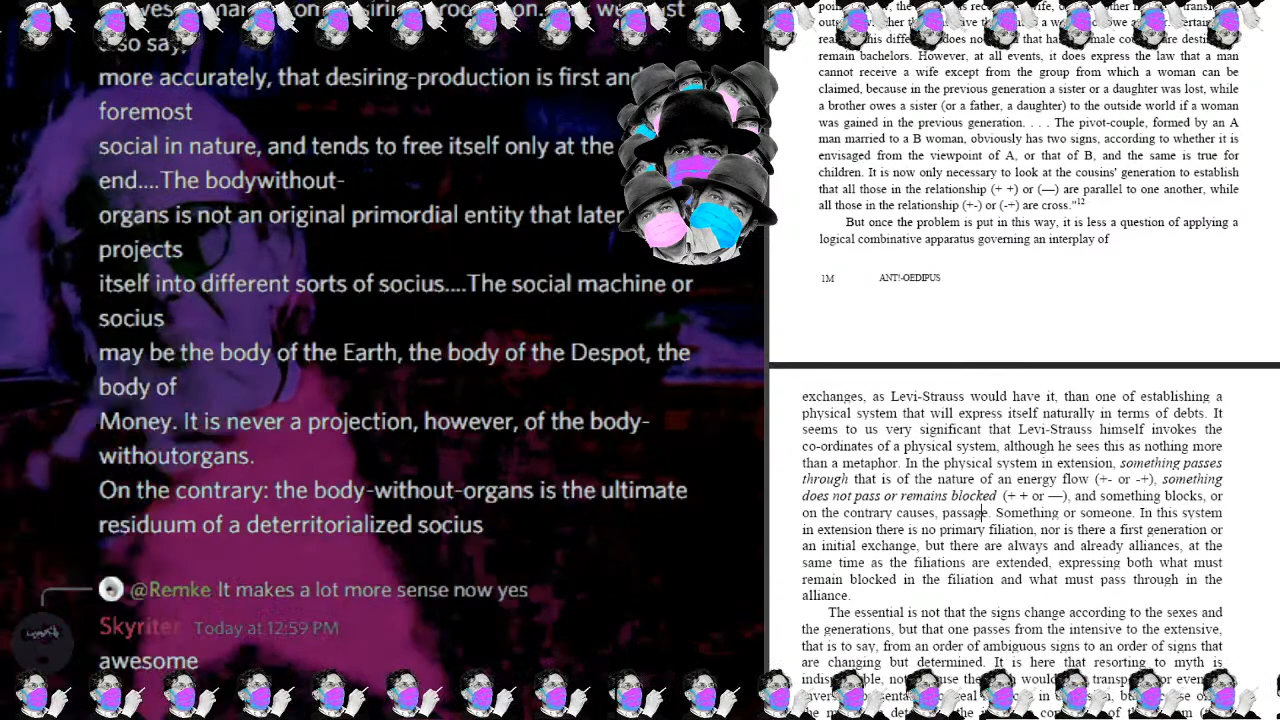 also say,
more accurately, that desiring-production is first and
foremost
social in nature, and tends to free itself only at the
end....The bodywithout-
organs is not an original primordial entity that later
projects
itself into different sorts of socius....The social machine or
socius
may be the body of the Earth, the body of the Despot, the
body of
Money. It is never a projection, however, of the body-
withoutorgans.
On the contrary: the body-without-organs is the ultimate
residuum of a deterritorialized socius
@Remke It makes a lot more sense now yes
Skyriter Today at 12:59 PM
awesome
remain bachelors. However, at all events, it does express the law that a man
cannot receive a wife except from the group from which a woman can be
claimed, because in the previous generation a sister or a daughter was lost, while
a brother owes a sister (or a father, a daughter) to the outside world if a woman
was gained in the previous generation. . . . The pivot-couple, formed by an A
man married to a B woman, obviously has two signs, according to whether it is
envisaged from the viewpoint of A, or that of B, and the same is true for
children. It is now only necessary to look at the cousins' generation to establish
that all those in the relationship (+ +) or (—) are parallel to one another, while
all those in the relationship (+-) or (-+) are cross."12
But once the problem is put in this way, it is less a question of applying a
logical combinative apparatus governing an interplay of
1M ANT!-OEDIPUS
exchanges, as Levi-Strauss would have it, than one of establishing a
physical system that will express itself naturally in terms of debts. It
seems to us very significant that Levi-Strauss himself invokes the
co-ordinates of a physical system, although he sees this as nothing more
than a metaphor. In the physical system in extension, something passes
through that is of the nature of an energy flow (+- or -+), something
does not pass or remains blocked (+ + or —), and something blocks, or
on the contrary causes, passage. Something or someone. In this system
in extension there is no primary filiation, nor is there a first generation or
an initial exchange, but there are always and already alliances, at the
same time as the filiations are extended, expressing both what must
remain blocked in the filiation and what must pass through in the
alliance.
The essential is not that the signs change according to the sexes and
the generations, but that one passes from the intensive to the extensive,
that is to say, from an order of ambiguous signs to an order of signs that
are changing but determined. It is here that resorting to myth is